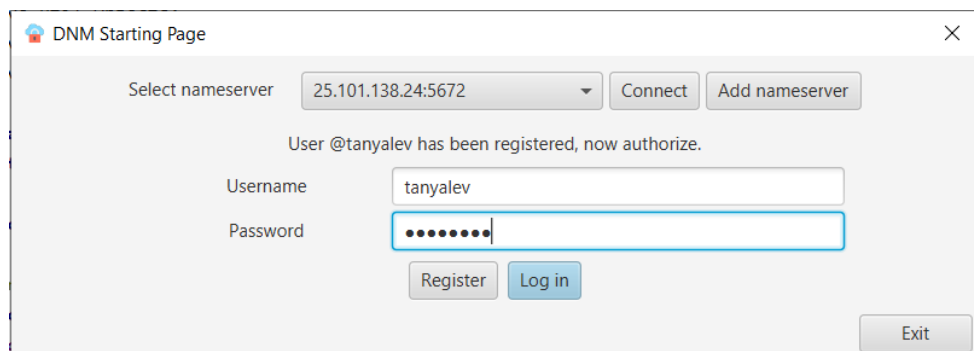 DNM Starting Page
Select nameserver 25.101.138.24:5672 Connect Add nameserver
User @tanyalev has been registered, now authorize.
Username tanyalev
Password ••••••••
Register Log in
Exit